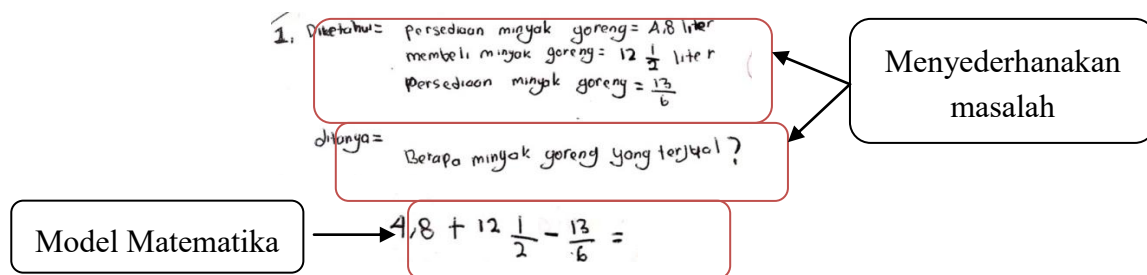 1. Diketahui= persediaan minyak goreng = 4,8 liter
membeli minyak goreng = 12 1/2 liter
Persediaan minyak goreng = 13/6
ditanya=
Berapa minyak goreng yang terjual?
4,8 + 12 1/2 - 13/6 =
Menyederhanakan
masalah
Model Matematika